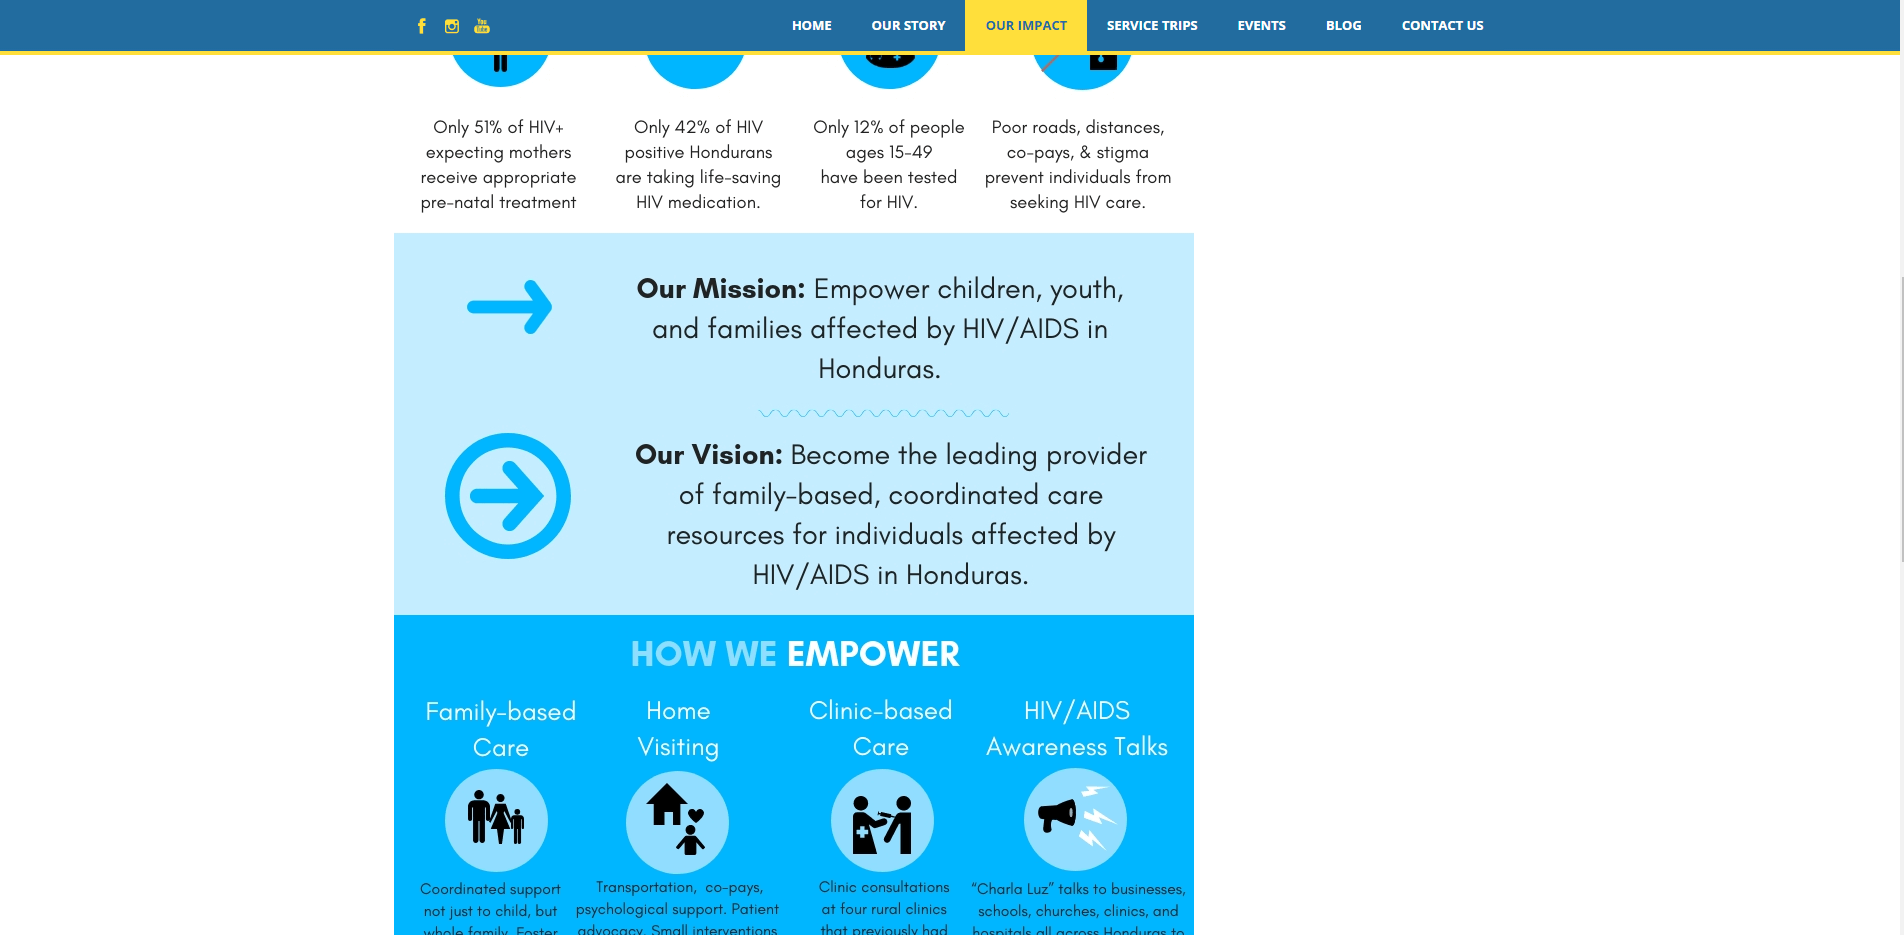 HOME OUR STORY OUR IMPACT SERVICE TRIPS EVENTS BLOG CONTACT US
Only 51% of HIV+
expecting mothers
receive appropriate
pre-natal treatment
Only 42% of HIV
positive Hondurans
are taking life-saving
HIV medication.
Only 12% of people
ages 15-49
have been tested
for HIV.
Poor roads, distances,
co-pays, & stigma
prevent individuals from
seeking HIV care.
Our Mission: Empower children, youth,
and families affected by HIV/AIDS in
Honduras.
Our Vision: Become the leading provider
of family-based, coordinated care
resources for individuals affected by
HIV/AIDS in Honduras.
HOW WE EMPOWER
Family-based
Care
Coordinated support
not just to child, but
whole family. Foster
Home
Visiting
Transportation, co-pays,
psychological support. Patient
advocacy. Small interventions
Clinic-based
Care
Clinic consultations
at four rural clinics
that previously had
HIV/AIDS
Awareness Talks
“Charla Luz” talks to businesses,
schools, churches, clinics, and
hospitals all across Honduras to